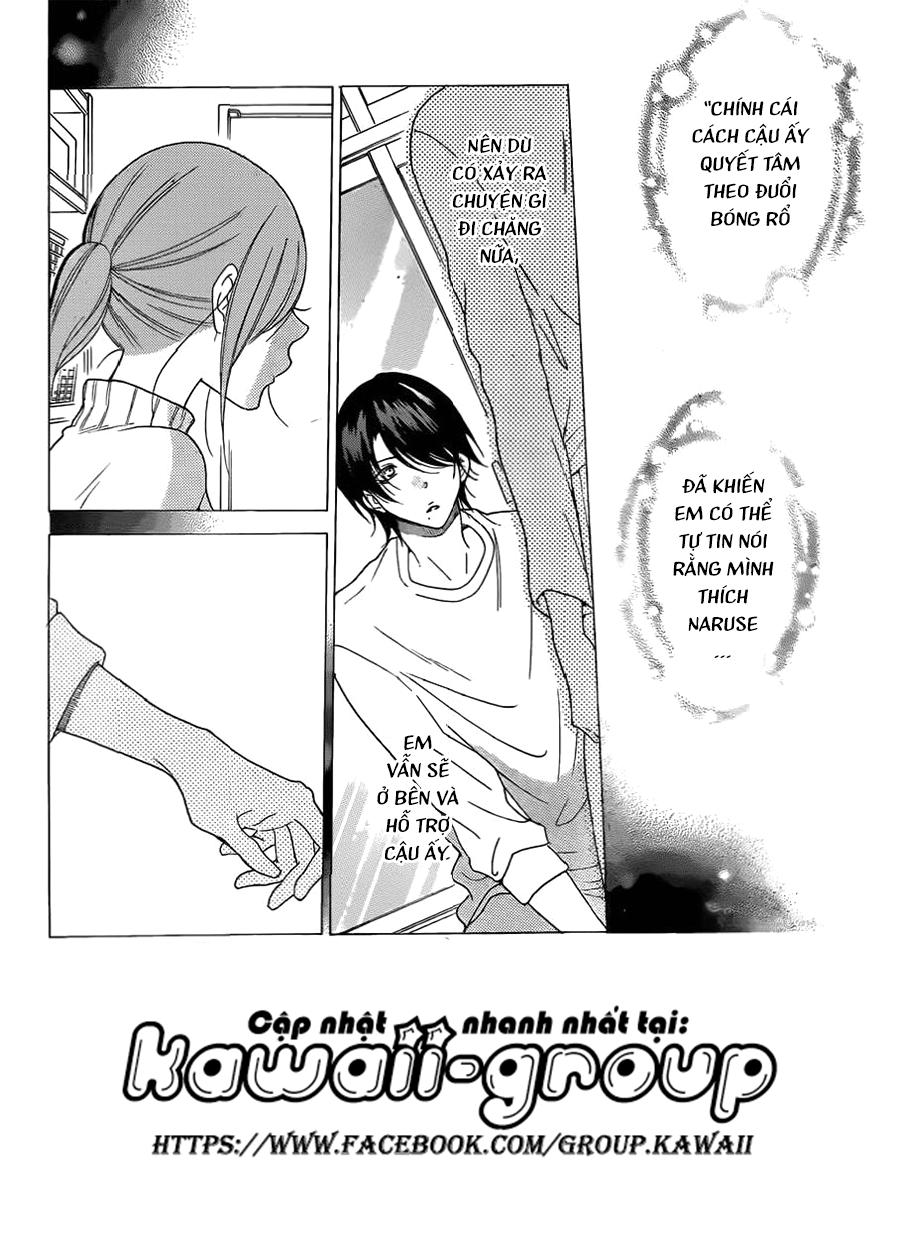 "CHÍNH CÁI
CÁCH CẬU ẤY
QUYẾT TÂM
THEO ĐUỔI
BÓNG RỔ
ĐÃ KHIẾN
EM CÓ THỂ
TỰ TIN NÓI
RẰNG MÌNH
THÍCH
NARUSE
...
NÊN DÙ
CÓ XẢY RA
CHUYỆN GÌ
ĐI CHĂNG
NỮA,
EM
VẪN SẼ
Ở BÊN VÀ
HỖ TRỢ
CẬU ẤY.
Cập nhật nhanh nhất tại:
kawaii-group
HTTPS://WWW.FACEBOOK.COM/GROUP.KAWAII